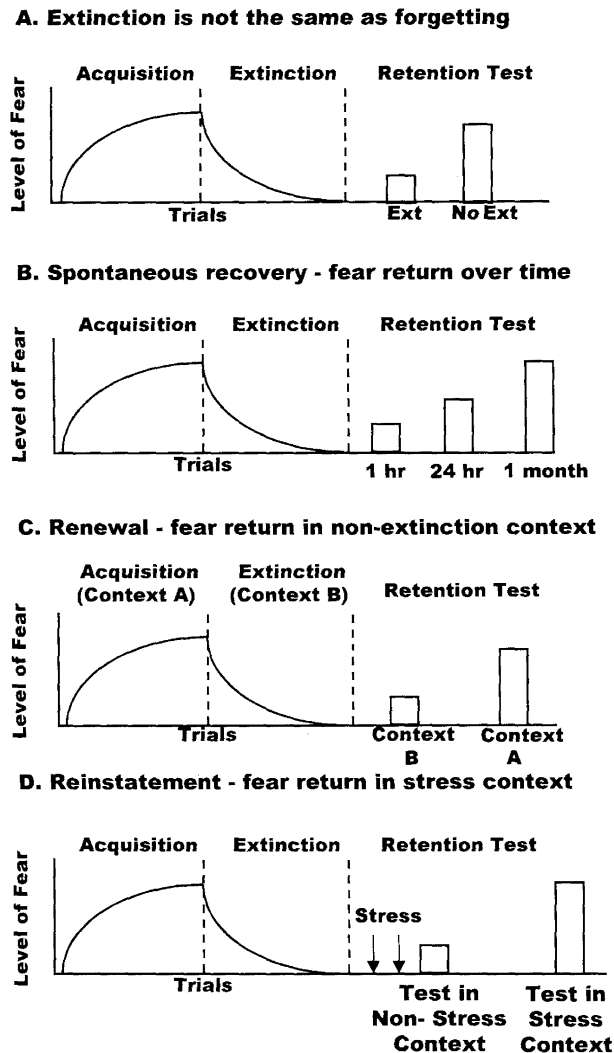 A. Extinction is not the same as forgetting
Acquisition Extinction Retention Test
Level of Fear
Trials Ext No Ext
B. Spontaneous recovery - fear return over time
Acquisition Extinction Retention Test
Level of Fear
Trials 1 hr 24 hr 1 month
C. Renewal - fear return in non-extinction context
Acquisition Extinction Retention Test
(Context A) (Context B)
Level of Fear
Trials Context Context
B A
D. Reinstatement - fear return in stress context
Acquisition Extinction Retention Test
Level of Fear
Stress
Trials Test in Test in
Non- Stress Stress
Context Context